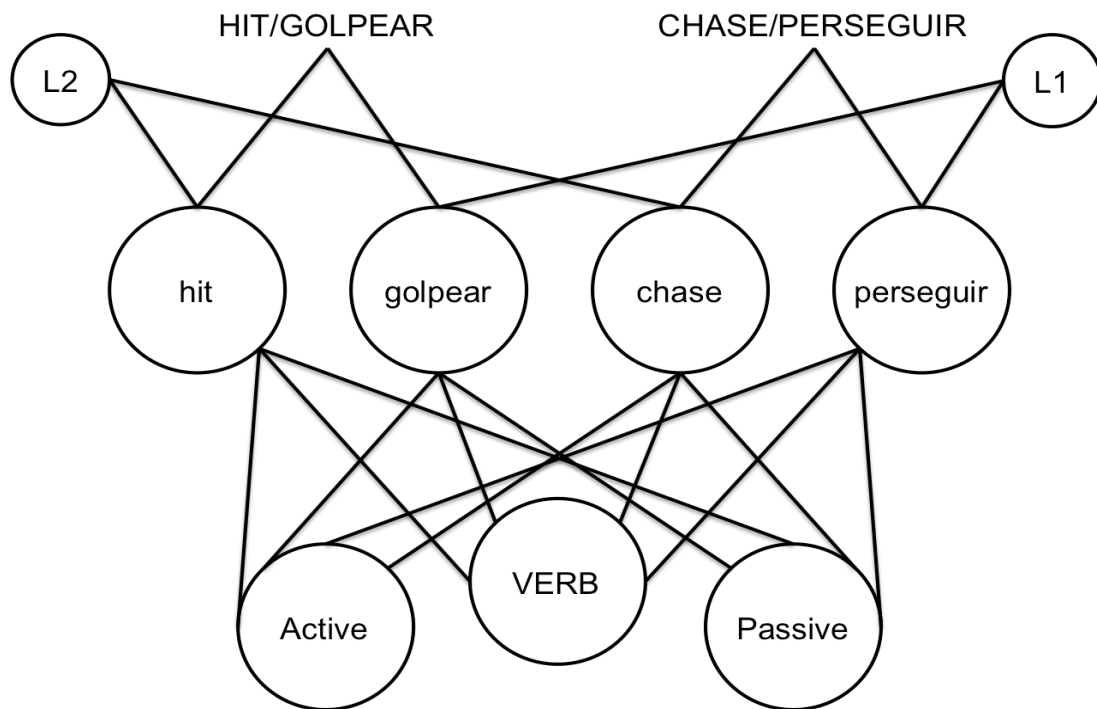 HIT/GOLPEAR
CHASE/PERSEGUIR
L2
L1
hit
golpear
chase
perseguir
VERB
Active
Passive